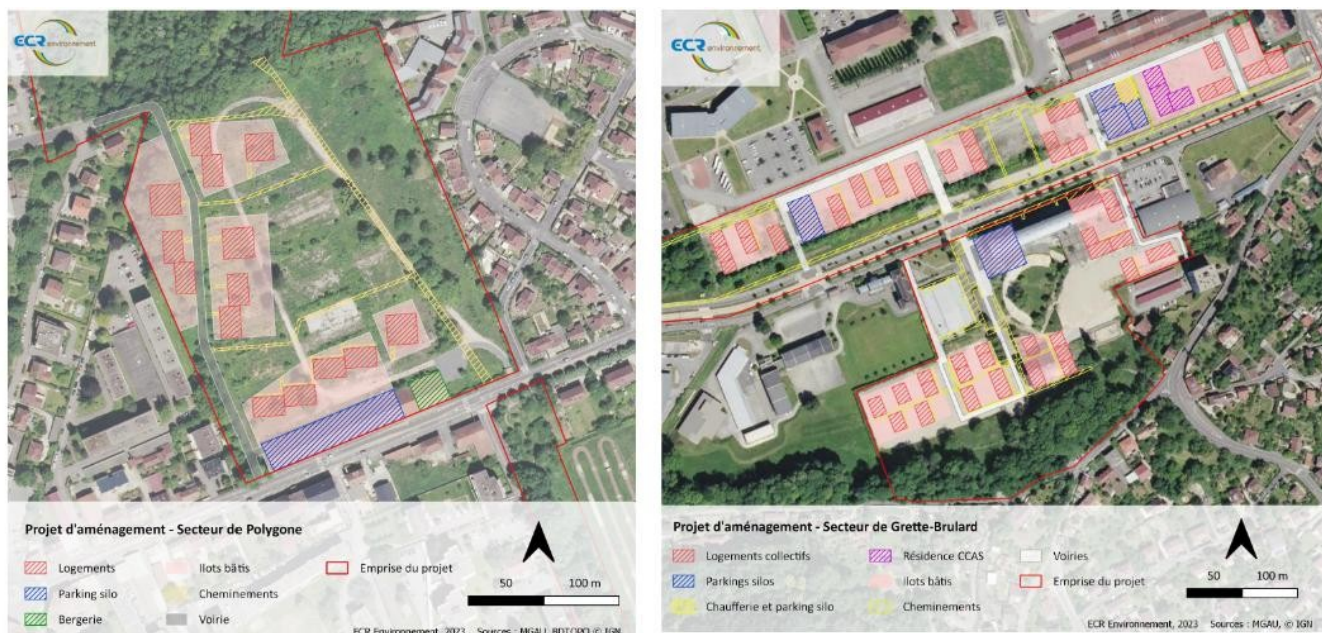 ECR environnement
Projet d'aménagement - Secteur de Polygone
Logements
Ilots bâtis
Emprise du projet
Parking silo
Cheminements
Bergerie
Voirie
50
100 m
ECR Environnement, 2023 Sources : MGAU, BDTOPO, © IGN
ECR environnement
Projet d'aménagement - Secteur de Grette-Brulard
Logements collectifs
Résidence CCAS
Voiries
Parkings silos
Ilots bâtis
Emprise du projet
Chaufferie et parking silo
Cheminements
50
100 m
ECR Environnement, 2023 Sources : MGAU, © IGN